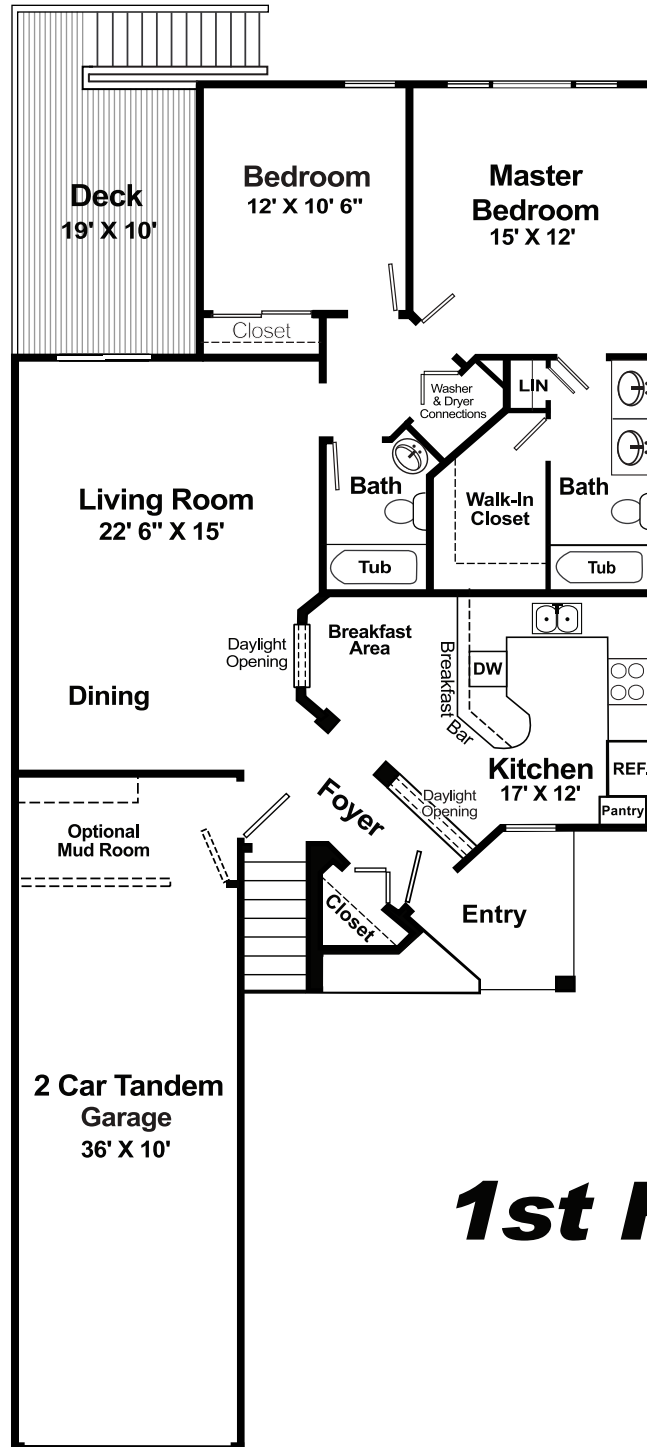 Deck
19' X 10'
Bedroom
12' X 10' 6"
Master
Bedroom
15' X 12'
Closet
Washer
& Dryer
Connections
LIN
Living Room
22' 6" X 15'
Bath
Walk-In
Closet
Bath
Tub
Tub
Daylight
Opening
Breakfast
Area
Breakfast Bar
DW
Dining
Kitchen
17' X 12'
REF.
Pantry
Foyer
Daylight
Opening
Optional
Mud Room
Closet
Entry
2 Car Tandem
Garage
36' X 10'
1st